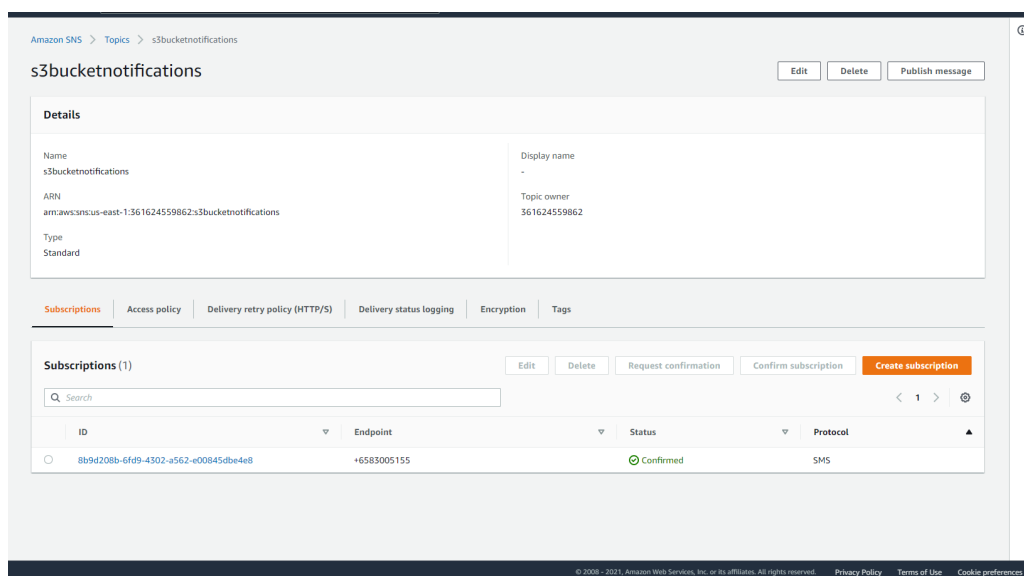 Amazon SNS > Topics > s3bucketnotifications
s3bucketnotifications
Edit Delete Publish message
Details
Name
s3bucketnotifications
Display name
-
ARN
arn:aws:sns:us-east-1:361624559862:s3bucketnotifications
Topic owner
361624559862
Type
Standard
Subscriptions Access policy Delivery retry policy (HTTP/S) Delivery status logging Encryption Tags
Subscriptions (1) Edit Delete Request confirmation Confirm subscription Create subscription
Search < 1 >
ID Endpoint Status Protocol
8b9d208b-6fd9-4302-a562-e00845dbe4e8 +6583005155 Confirmed SMS
© 2008 - 2021, Amazon Web Services, Inc. or its affiliates. All rights reserved. Privacy Policy Terms of Use Cookie preferences